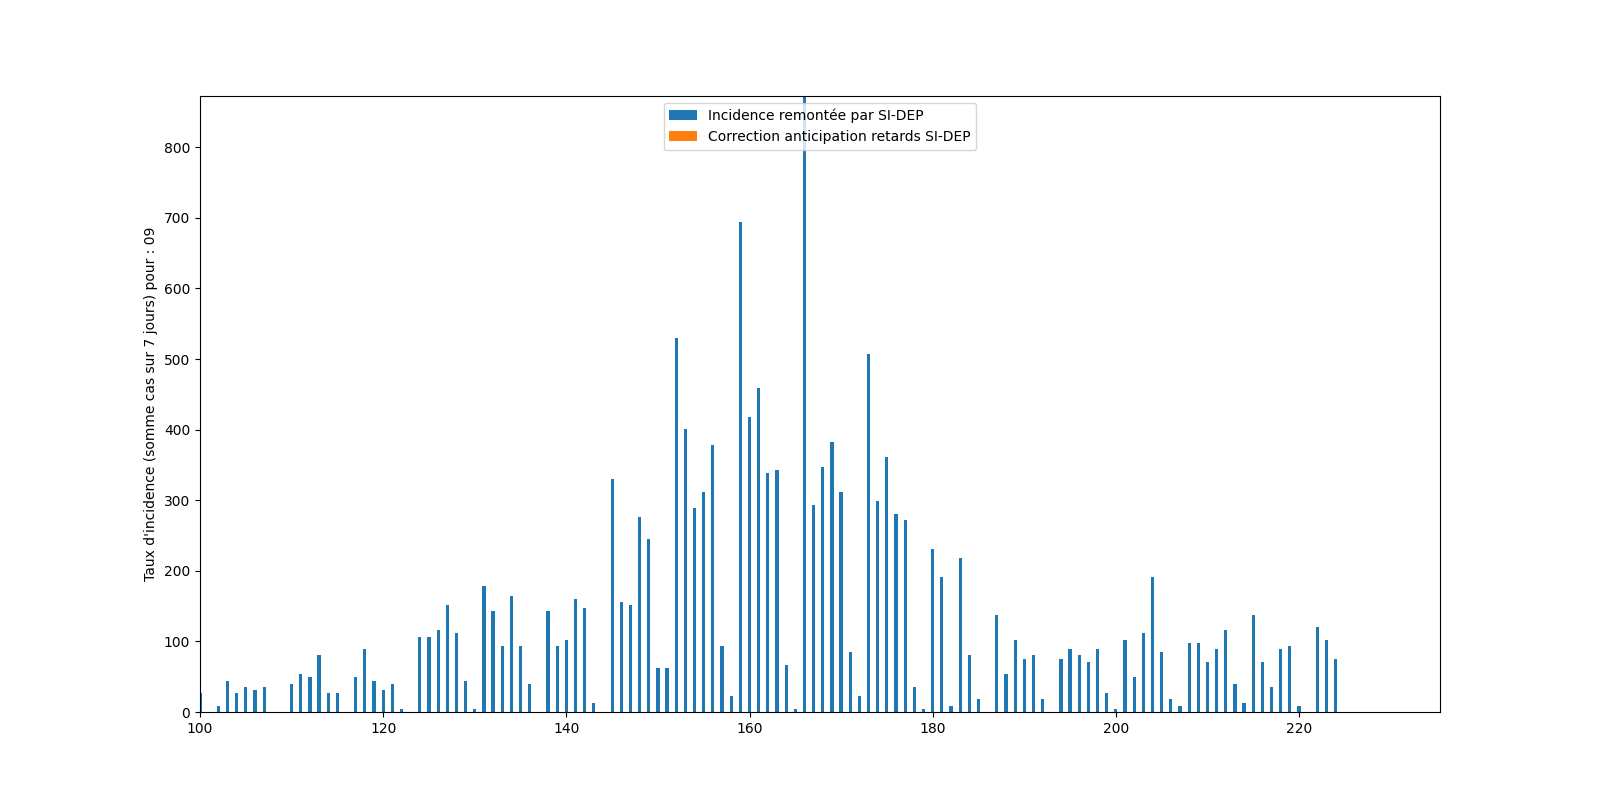 Incidence remontée par SI-DEP
Correction anticipation retards SI-DEP
Taux d'incidence (somme cas sur 7 jours) pour : 09
800
700
600
500
400
300
200
100
0
100 120 140 160 180 200 220